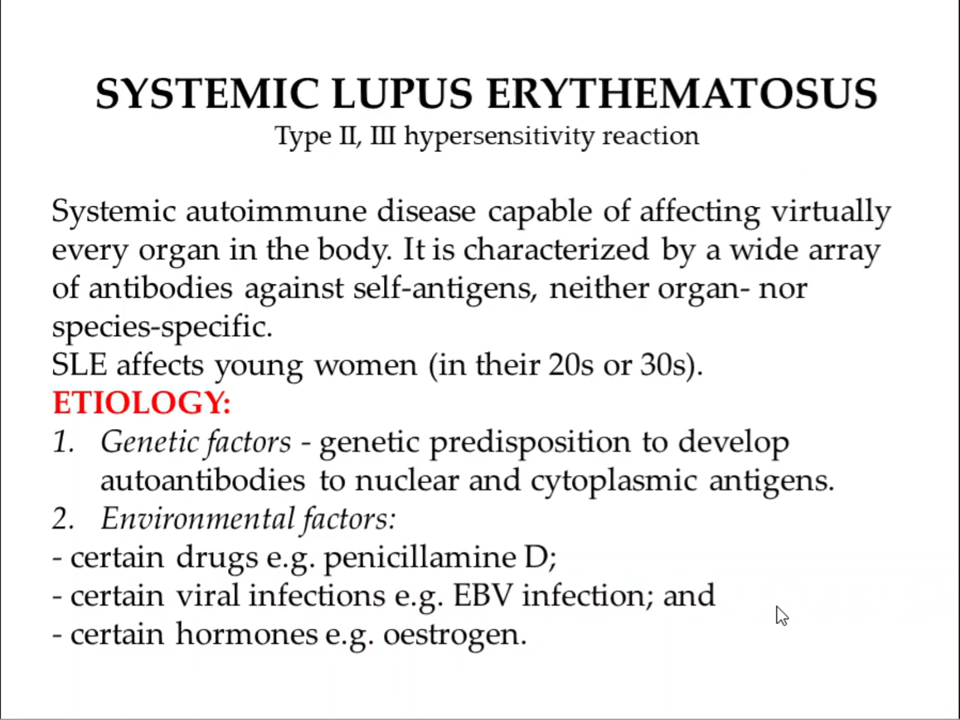 SYSTEMIC LUPUS ERYTHEMATOSUS
Type II, III hypersensitivity reaction
Systemic autoimmune disease capable of affecting virtually
every organ in the body. It is characterized by a wide array
of antibodies against self-antigens, neither organ- nor
species-specific.
SLE affects young women (in their 20s or 30s).
ETIOLOGY:
1. Genetic factors - genetic predisposition to develop
autoantibodies to nuclear and cytoplasmic antigens.
2. Environmental factors:
- certain drugs e.g. penicillamine D;
- certain viral infections e.g. EBV infection; and
- certain hormones e.g. oestrogen.